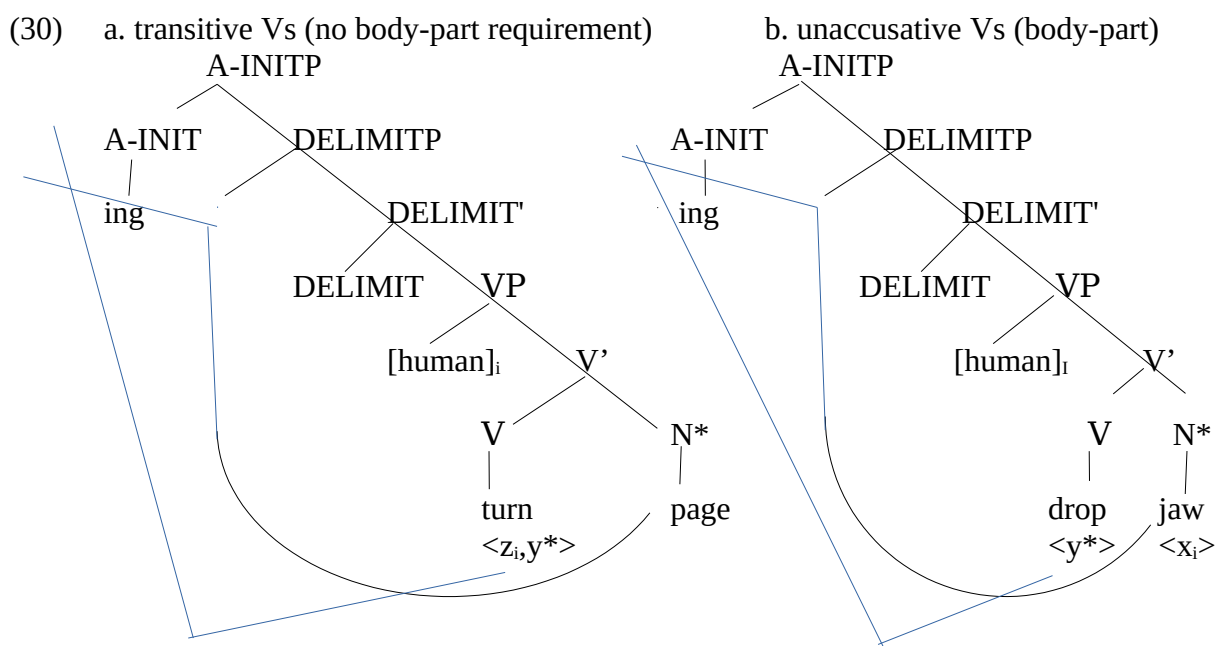 (30) a. transitive Vs (no body-part requirement) b. unaccusative Vs (body-part)
A-INITP A-INITP
A-INIT DELIMITP A-INIT DELIMITP
ing DELIMIT' ing DELIMIT'
DELIMIT VP DELIMIT VP
[human]i V’ [human]I V’
V N* V N*
turn page drop jaw
<zi,y*> <y*> <xi>